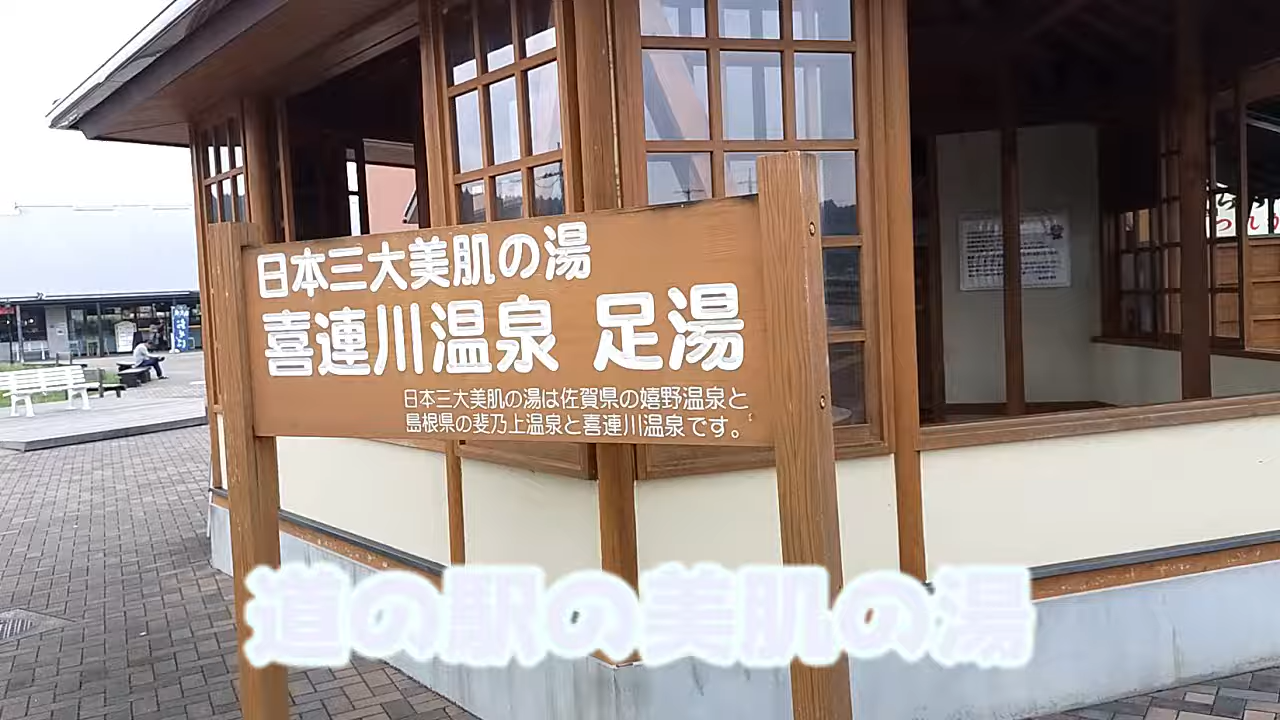 日本三大美肌の湯
喜連川温泉 足湯
日本三大美肌の湯は佐賀県の嬉野温泉と
島根県の斐乃上温泉と喜連川温泉です。
道の駅の美肌の湯